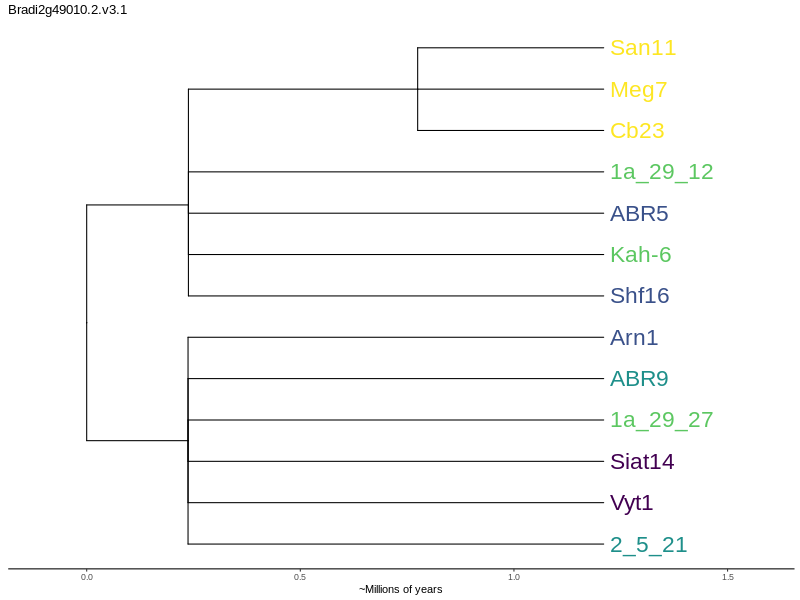 Bradi2g49010.2.v3.1
San11
Meg7
Cb23
1a_29_12
ABR5
Kah-6
Shf16
Arn1
ABR9
1a_29_27
Siat14
Vyt1
2_5_21
0.0 0.5 1.0 1.5
~Millions of years